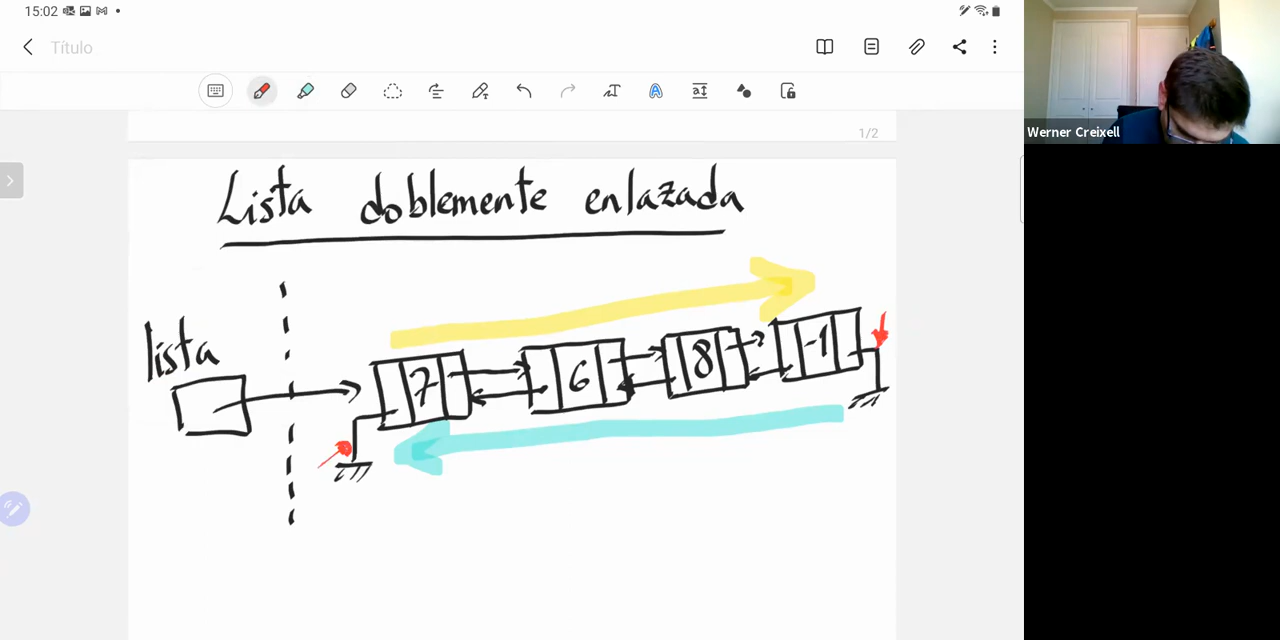 15:02
Título
1/2
Lista doblemente enlazada
lista
7 6 8 -1
Werner Creixell